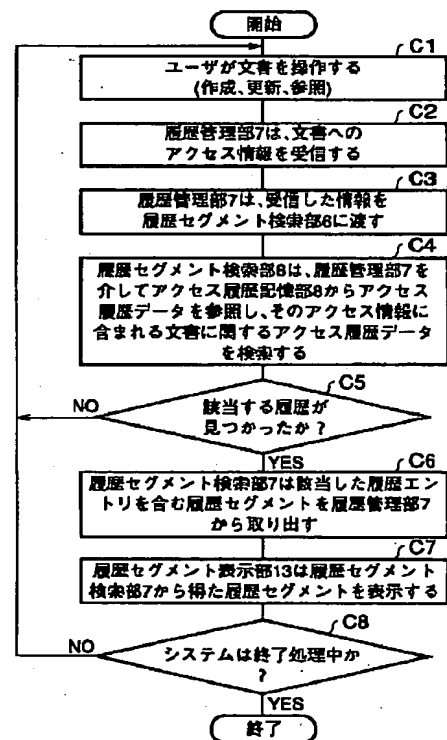 開始
C1
ユーザが文書を操作する
(作成、更新、参照)
C2
履歴管理部7は、文書への
アクセス情報を受信する
C3
履歴管理部7は、受信した情報を
履歴セグメント検索部6に渡す
C4
履歴セグメント検索部6は、履歴管理部7を
介してアクセス履歴記憶部8からアクセス
履歴データを参照し、そのアクセス情報に
含まれる文書に関するアクセス履歴データ
を検索する
C5
NO
該当する履歴が
見つかったか?
YES
C6
履歴セグメント検索部7は該当した履歴エン
トリを含む履歴セグメントを履歴管理部7
から取り出す
C7
履歴セグメント表示部13は履歴セグメント
検索部7から得た履歴セグメントを表示する
C8
NO
システムは終了処理中か
?
YES
終了